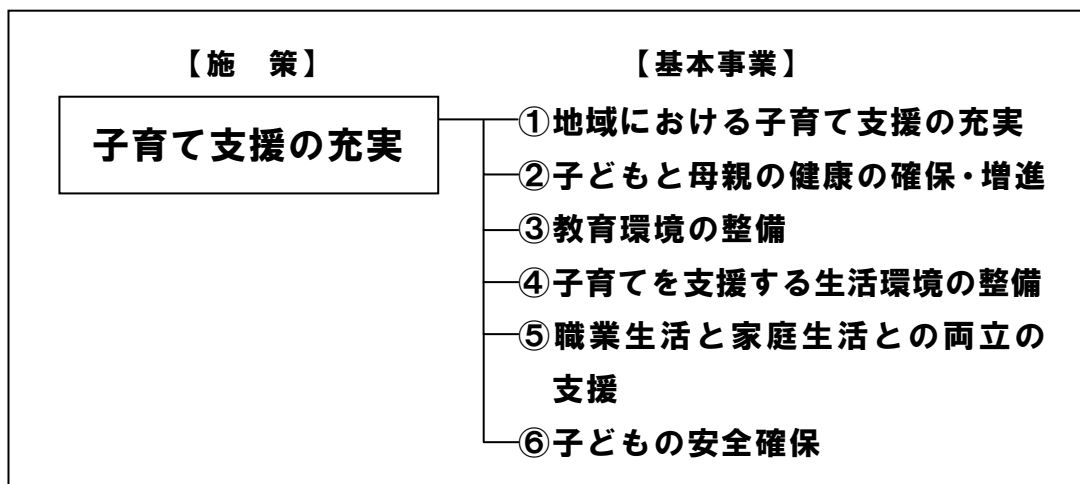 【施　策】　【基本事業】
子育て支援の充実
①地域における子育て支援の充実
②子どもと母親の健康の確保・増進
③教育環境の整備
④子育てを支援する生活環境の整備
⑤職業生活と家庭生活との両立の
支援
⑥子どもの安全確保